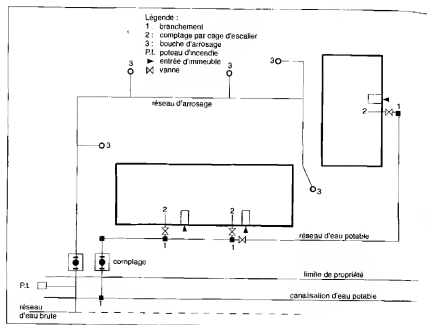 Légende :
1 branchement
2 : comptage par cage d'escalier
3 : bouche d'arrosage
P.I. poteau d'incendie
entrée d'immeuble
vanne
3
3
3
réseau d'arrosage
3
2
1
3
2
2
1
1
réseau d'eau potable
comptage
limite de propriété
P.I.
canalisation d'eau potable
1
réseau
d'eau brute